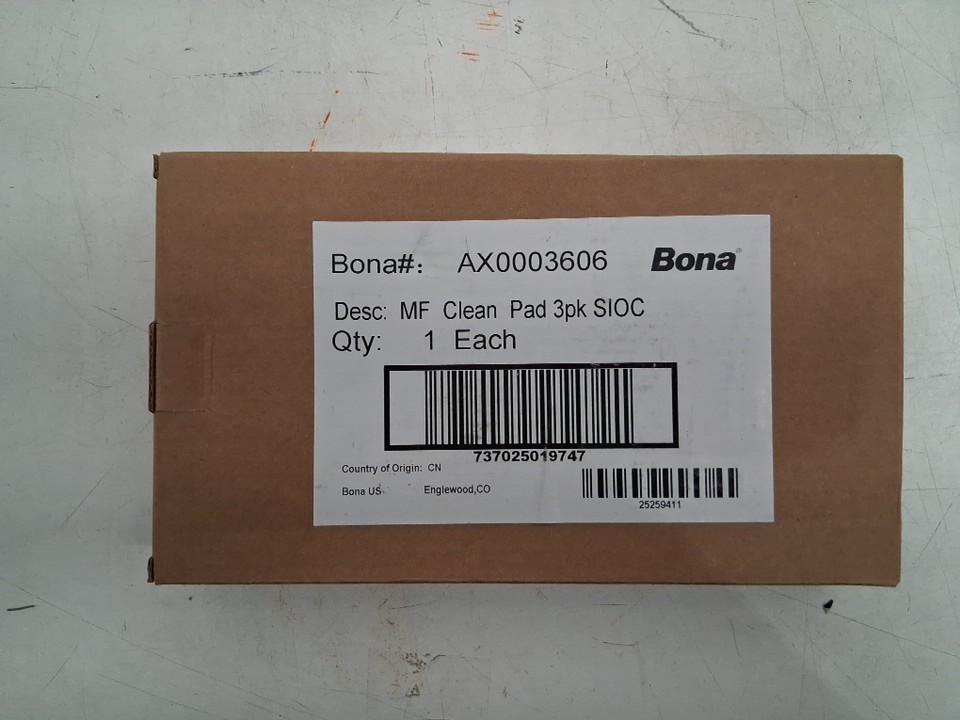 Bona#: AX0003606 Bona®
Desc: MF Clean Pad 3pk SIOC
Qty: 1 Each
737025019747
Country of Origin: CN
Bona US Englewood,CO
25259411